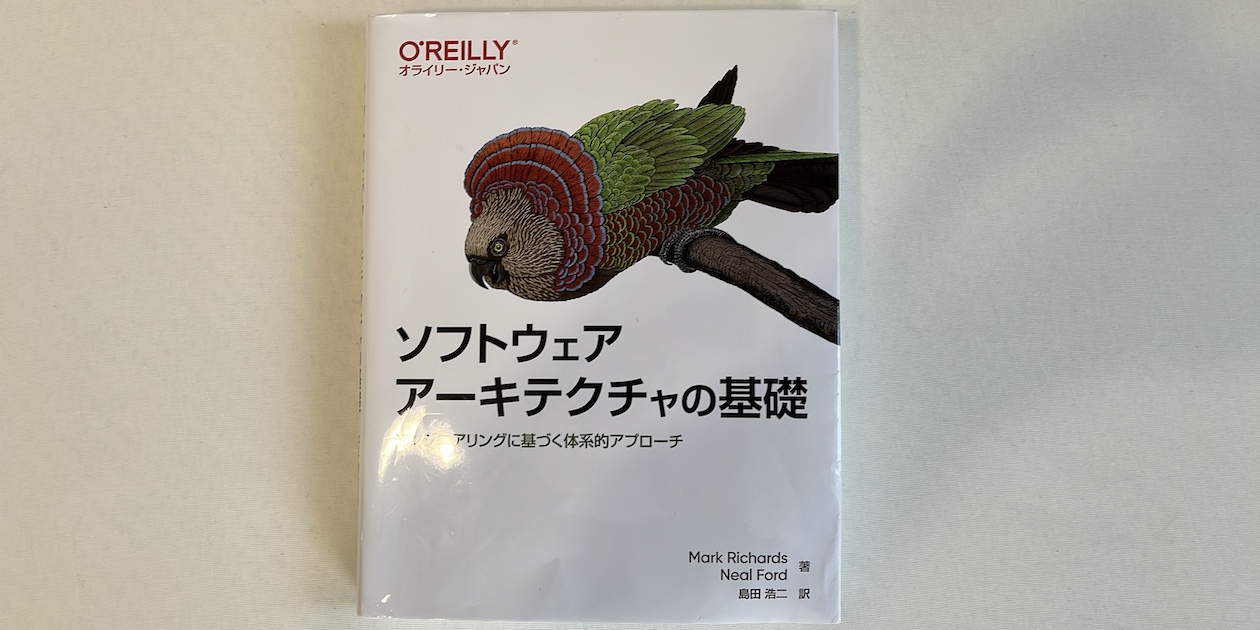 O'REILLY®
オライリー・ジャパン
ソフトウェア
アーキテクチャの基礎
アリングに基づく体系的アプローチ
Mark Richards
Neal Ford 著
島田 浩二 訳